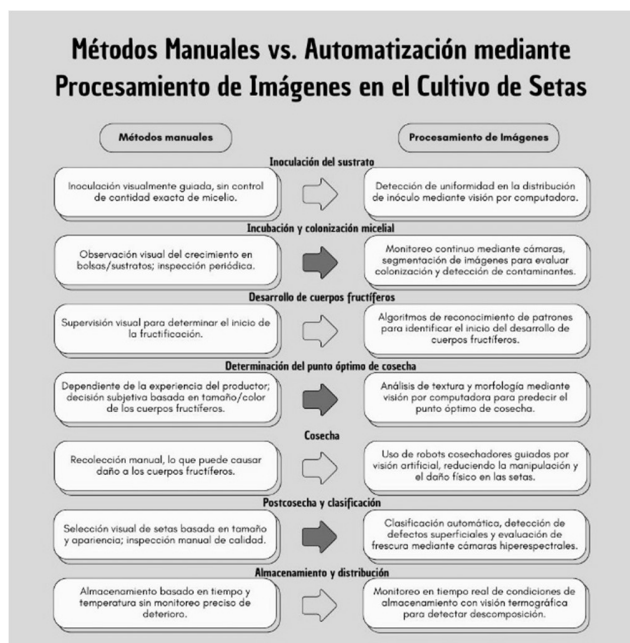 Métodos Manuales vs. Automatización mediante
Procesamiento de Imágenes en el Cultivo de Setas
Métodos manuales
Procesamiento de Imágenes
Inoculación del sustrato
Inoculación visualmente guiada, sin control
de cantidad exacta de micelio.
Detección de uniformidad en la distribución
de inóculo mediante visión por computadora.
Incubación y colonización micelial
Observación visual del crecimiento en
bolsas/sustratos; inspección periódica.
Monitoreo continuo mediante cámaras,
segmentación de imágenes para evaluar
colonización y detección de contaminantes.
Desarrollo de cuerpos fructíferos
Supervisión visual para determinar el inicio de
la fructificación.
Algoritmos de reconocimiento de patrones
para identificar el inicio del desarrollo de
cuerpos fructíferos.
Determinación del punto óptimo de cosecha
Dependiente de la experiencia del productor;
decisión subjetiva basada en tamaño/color
de los cuerpos fructíferos.
Análisis de textura y morfología mediante
visión por computadora para predecir el
punto óptimo de cosecha.
Cosecha
Recolección manual, lo que puede causar
daño a los cuerpos fructíferos.
Uso de robots cosechadores guiados por
visión artificial, reduciendo la manipulación y
el daño físico en las setas.
Postcosecha y clasificación
Selección visual de setas basada en tamaño
y apariencia; inspección manual de calidad.
Clasificación automática, detección de
defectos superficiales y evaluación de
frescura mediante cámaras hiperespectrales.
Almacenamiento y distribución
Almacenamiento basado en tiempo y
temperatura sin monitoreo preciso de
deterioro.
Monitoreo en tiempo real de condiciones de
almacenamiento con visión termográfica
para detectar descomposición.